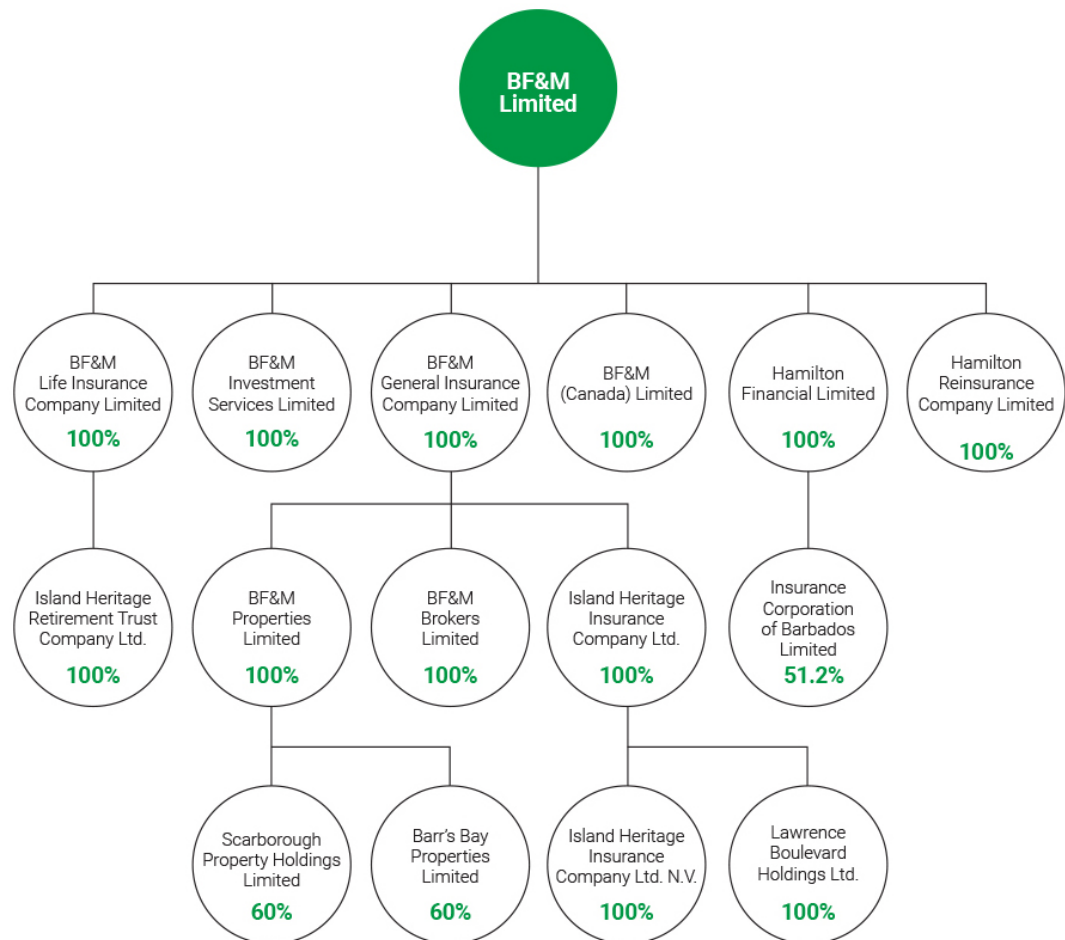 BF&M
Limited
BF&M
Life Insurance
Company Limited
100%
BF&M
Investment
Services Limited
100%
BF&M
General Insurance
Company Limited
100%
BF&M
(Canada) Limited
100%
Hamilton
Financial Limited
100%
Hamilton
Reinsurance
Company Limited
100%
Island Heritage
Retirement Trust
Company Ltd.
100%
BF&M
Properties
Limited
100%
BF&M
Brokers
Limited
100%
Island Heritage
Insurance
Company Ltd.
100%
Insurance
Corporation
of Barbados
Limited
51.2%
Scarborough
Property Holdings
Limited
60%
Barr's Bay
Properties
Limited
60%
Island Heritage
Insurance
Company Ltd. N.V.
100%
Lawrence
Boulevard
Holdings Ltd.
100%